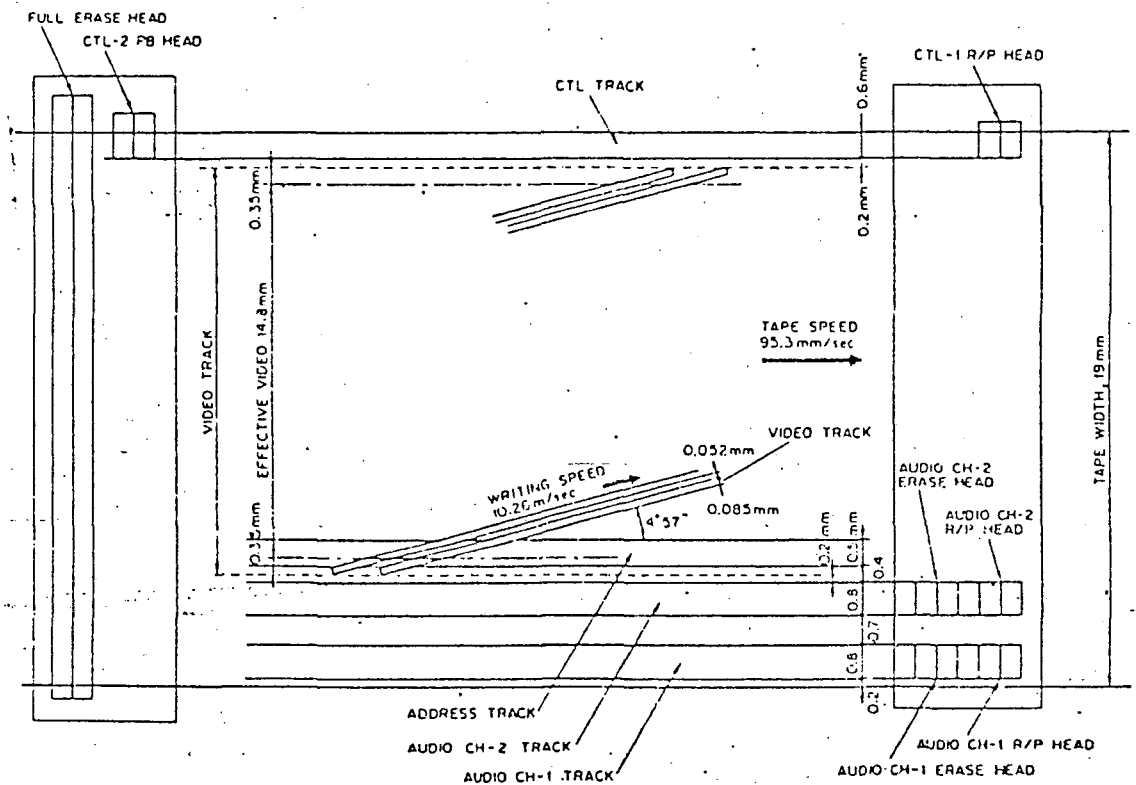 FULL ERASE HEAD
CTL-2 PB HEAD
CTL TRACK
0.6mm
CTL-1 R/P HEAD
0.35mm
0.2mm
VIDEO TRACK
EFFECTIVE VIDEO 14.8mm
TAPE SPEED
95.3mm/sec
TAPE WIDTH, 19mm
VIDEO TRACK
0.052mm
WRITING SPEED
10.26m/sec
0.085mm
4°57'
AUDIO CH-2
ERASE HEAD
AUDIO CH-2
R/P HEAD
0.35mm
0.2mm
0.5mm
0.4
0.8
0.7
0.8
0.2
ADDRESS TRACK
AUDIO CH-2 TRACK
AUDIO CH-1 TRACK
AUDIO CH-1 R/P HEAD
AUDIO CH-1 ERASE HEAD